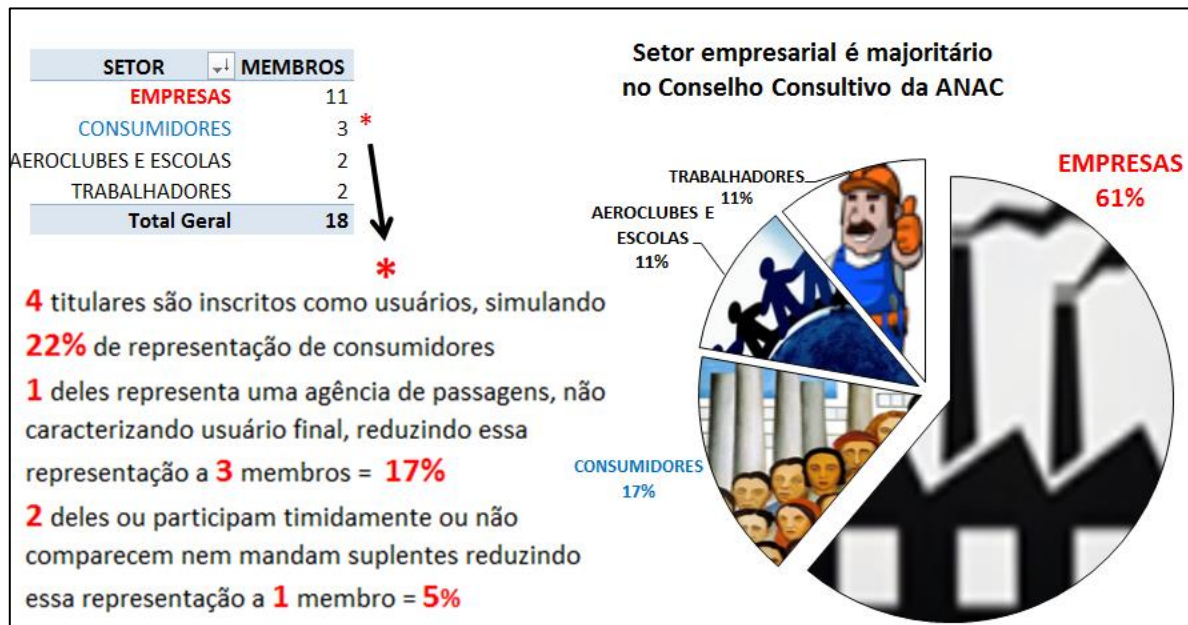 SETOR MEMBROS
EMPRESAS 11
CONSUMIDORES 3 *
AEROCLUBES E ESCOLAS 2
TRABALHADORES 2
Total Geral 18
*
4 titulares são inscritos como usuários, simulando
22% de representação de consumidores
1 deles representa uma agência de passagens, não
caracterizando usuário final, reduzindo essa
representação a 3 membros = 17%
2 deles ou participam timidamente ou não
comparecem nem mandam suplentes reduzindo
essa representação a 1 membro = 5%
Setor empresarial é majoritário
no Conselho Consultivo da ANAC
TRABALHADORES
11%
AEROCLUBES E
ESCOLAS
11%
CONSUMIDORES
17%
EMPRESAS
61%